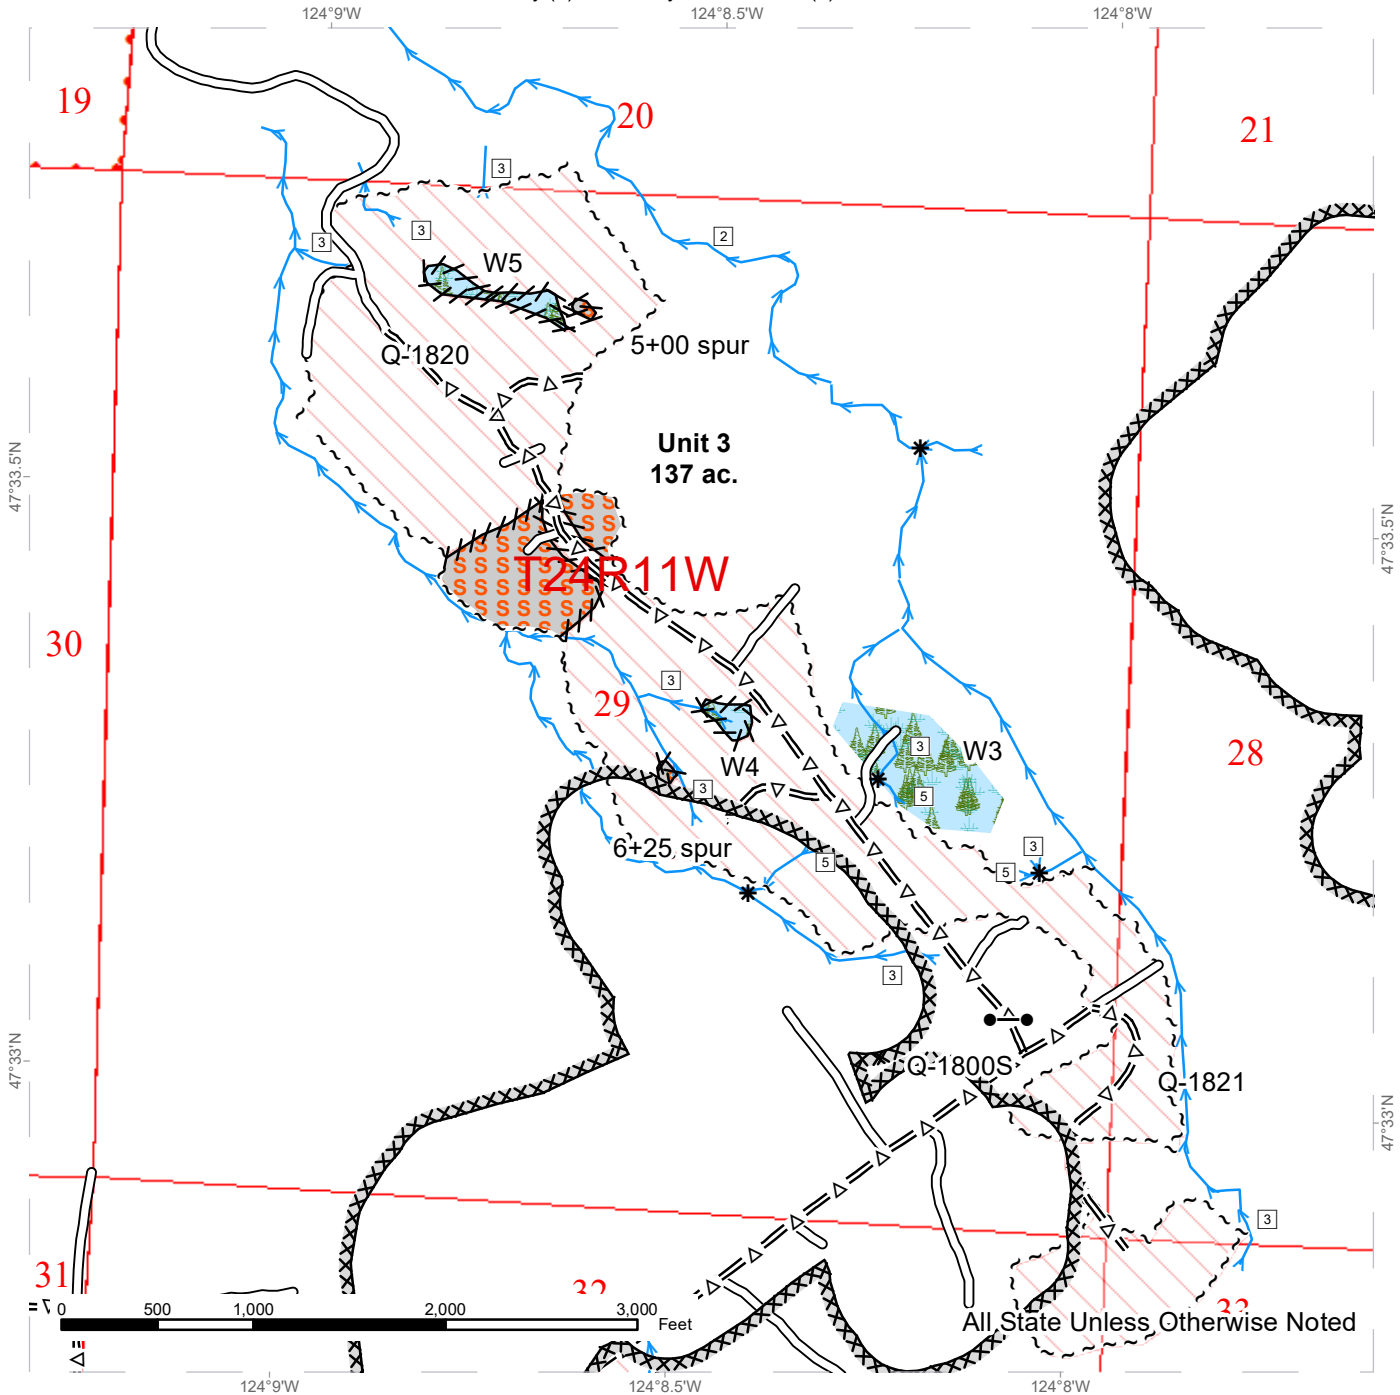 124°9'W
124°8.5'W
124°8'W
19
20
21
3
3
3
2
W5
5+00 spur
Q-1820
Unit 3
137 ac.
47°33.5'N
47°33.5'N
S S S
S S S S
S S S S S S
S S S S S S S
S S S S S S S
S S S S S S S
S S S S
T24R11W
30
29
3
W4
3
W3
3
5
28
6+25 spur
5
3
5
3
47°33'N
47°33'N
Q-1800S
Q-1821
3
31
32
33
0
500
1,000
2,000
3,000
Feet
All State Unless Otherwise Noted
124°9'W
124°8.5'W
124°8'W